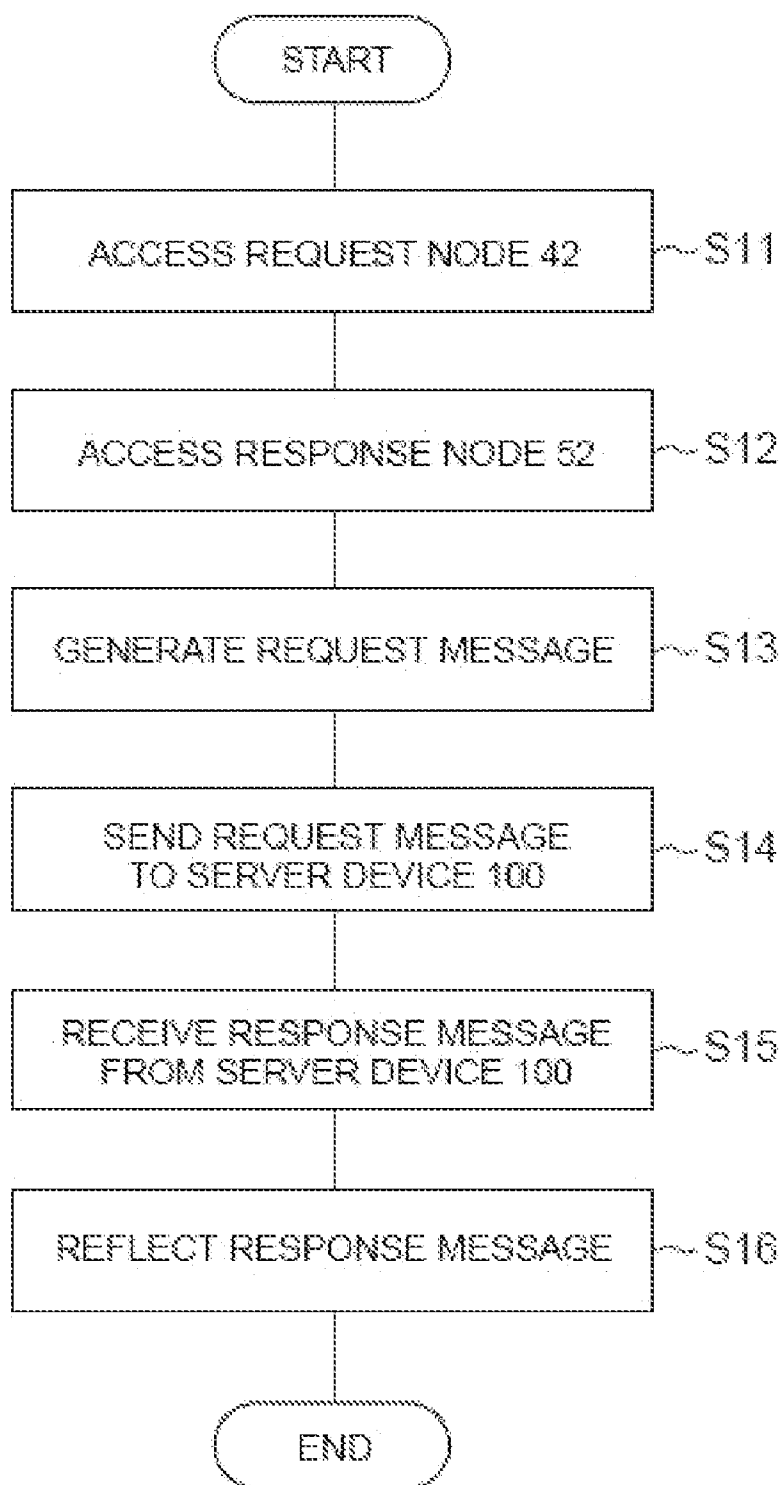 START
ACCESS REQUEST NODE 42
S11
ACCESS RESPONSE NODE 52
S12
GENERATE REQUEST MESSAGE
S13
SEND REQUEST MESSAGE
TO SERVER DEVICE 100
S14
RECEIVE RESPONSE MESSAGE
FROM SERVER DEVICE 100
S15
REFLECT RESPONSE MESSAGE
S16
END